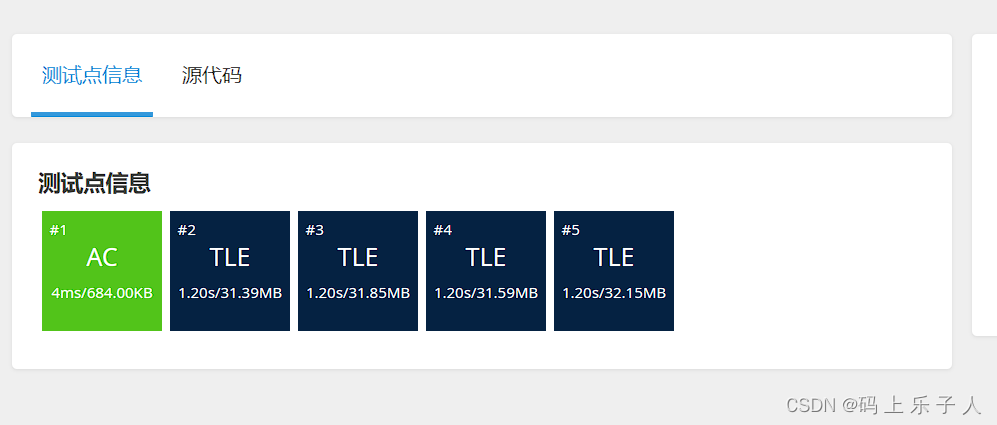 测试点信息 源代码
测试点信息
#1 #2 #3 #4 #5
AC TLE TLE TLE TLE
4ms/684.00KB 1.20s/31.39MB 1.20s/31.85MB 1.20s/31.59MB 1.20s/32.15MB
CSDN @码上乐子人